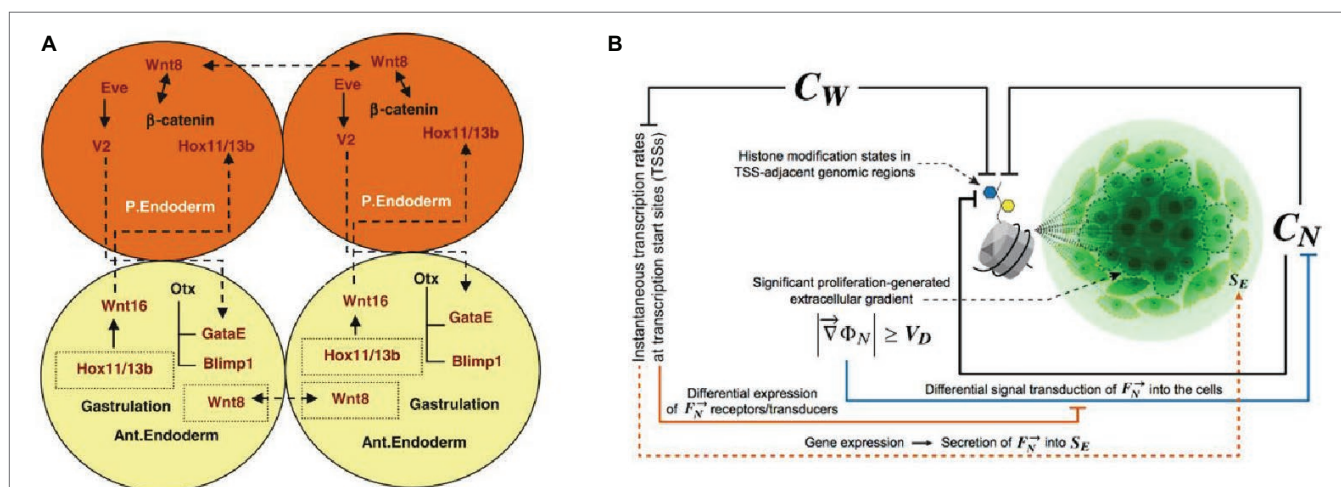 A
Wnt8
Eve
β-catenin
V2
Hox11/13b
P.Endoderm
Wnt8
Eve
β-catenin
V2
Hox11/13b
P.Endoderm
Wnt16
Otx
GataE
Hox11/13b
Blimp1
Gastrulation
Wnt8
Ant.Endoderm
Wnt16
Otx
GataE
Hox11/13b
Blimp1
Wnt8
Gastrulation
Ant.Endoderm
B
C_W
Instantaneous transcription rates
at transcription start sites (TSSs)
Histone modification states in
TSS-adjacent genomic regions
C_N
S_E
Significant proliferation-generated
extracellular gradient
|∇⃗Φ_N| ≥ V_D
Differential expression
of F_N⃗ receptors/transducers
Differential signal transduction of F_N⃗ into the cells
Gene expression → Secretion of F_N⃗ into S_E